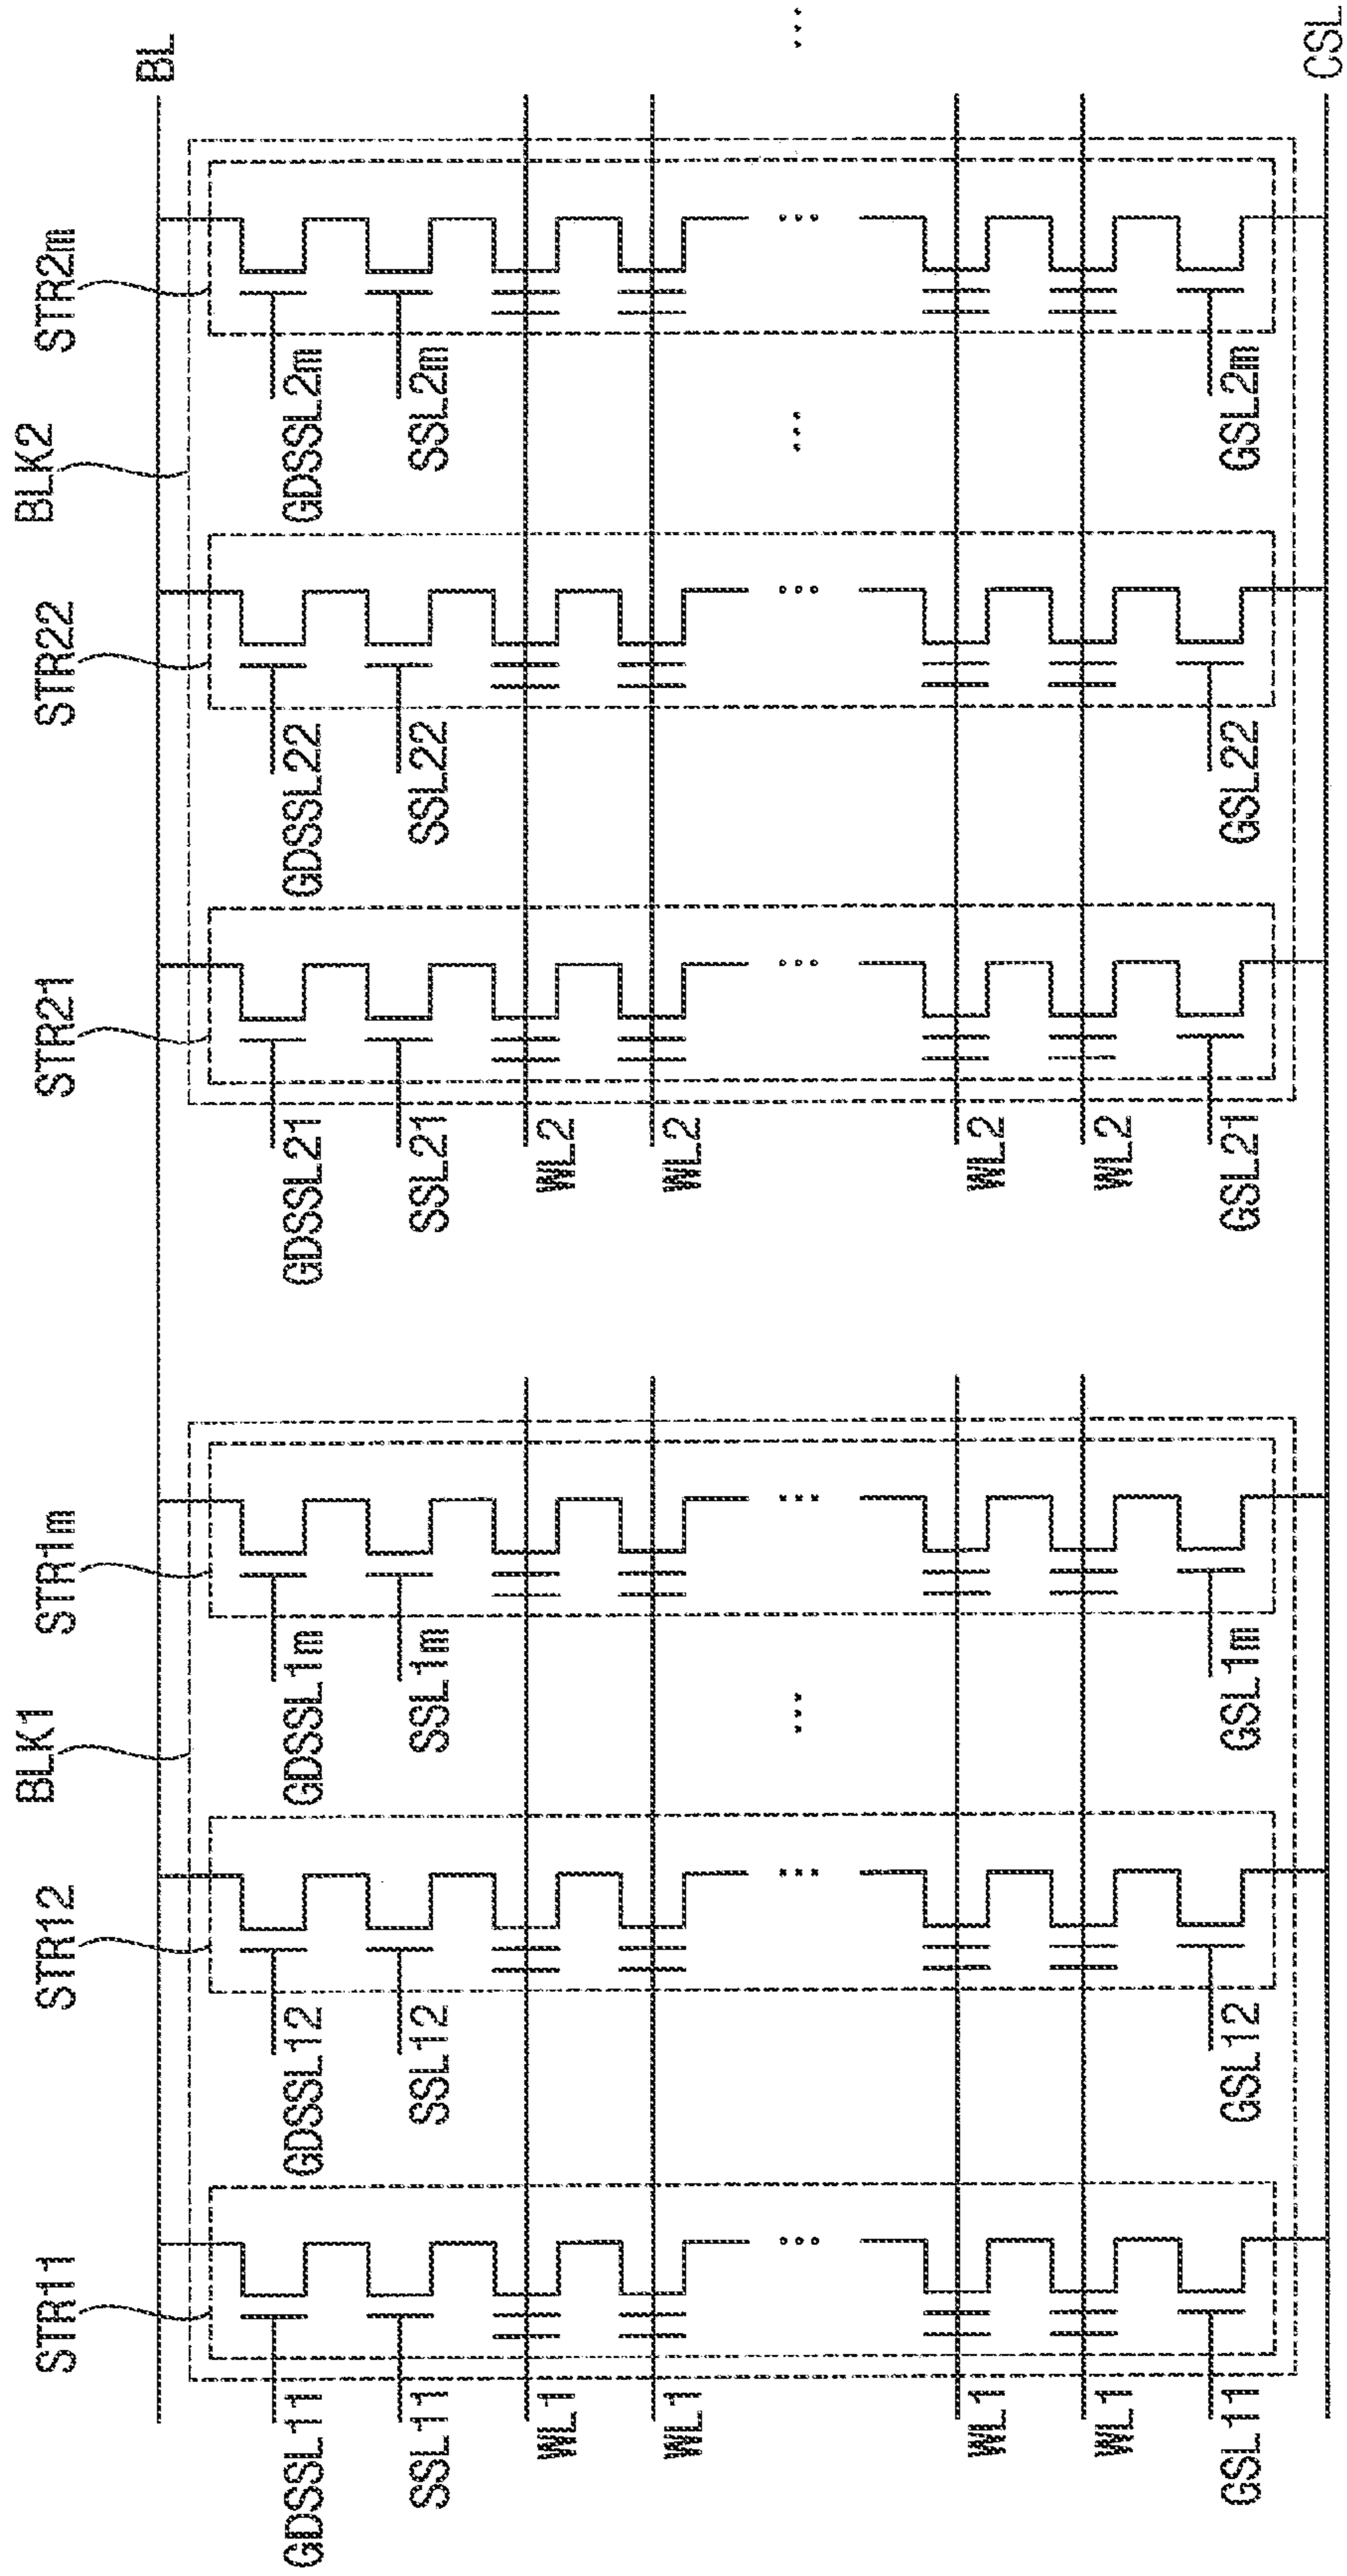 BLK1
BLK2
STR11
STR12
STR1m
STR21
STR22
STR2m
BL
GDSSL11
GDSSL12
GDSSL1m
GDSSL21
GDSSL22
GDSSL2m
SSL11
SSL12
SSL1m
SSL21
SSL22
SSL2m
WL1
WL2
WL1
WL2
...
...
...
WL1
WL2
WL1
WL2
GSL11
GSL12
GSL1m
GSL21
GSL22
GSL2m
CSL